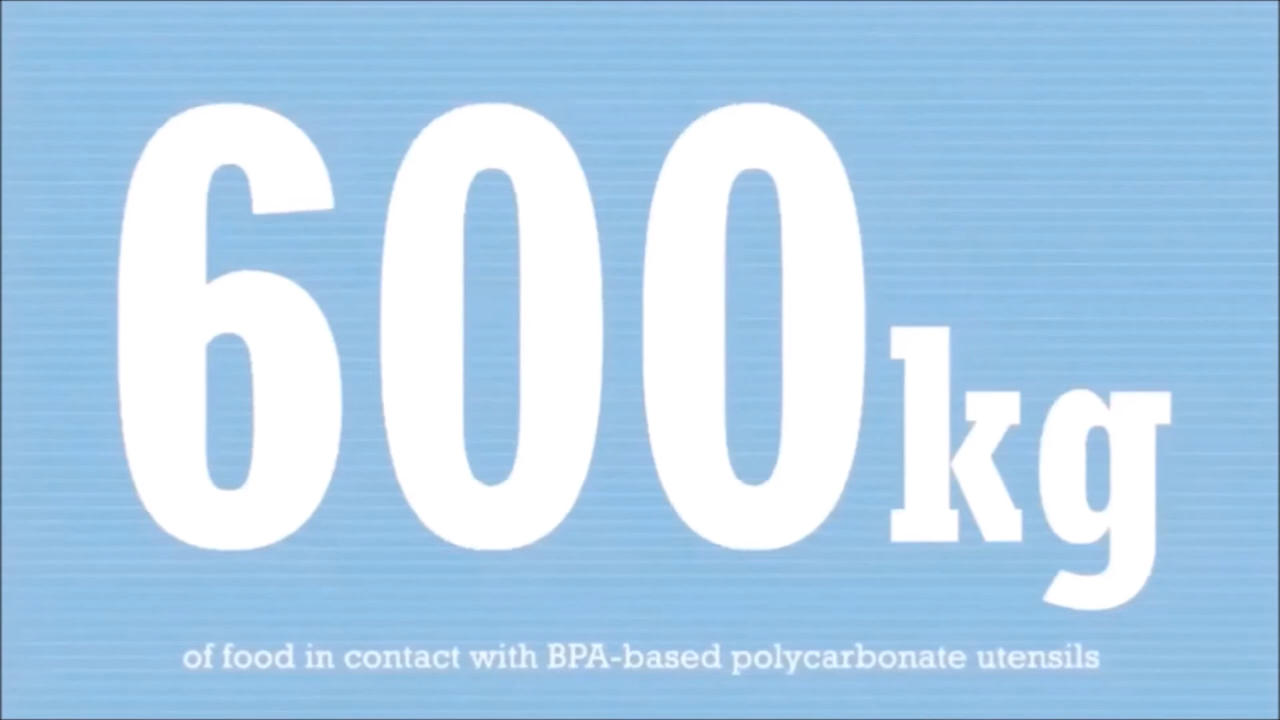 600kg
of food in contact with BPA-based polycarbonate utensils